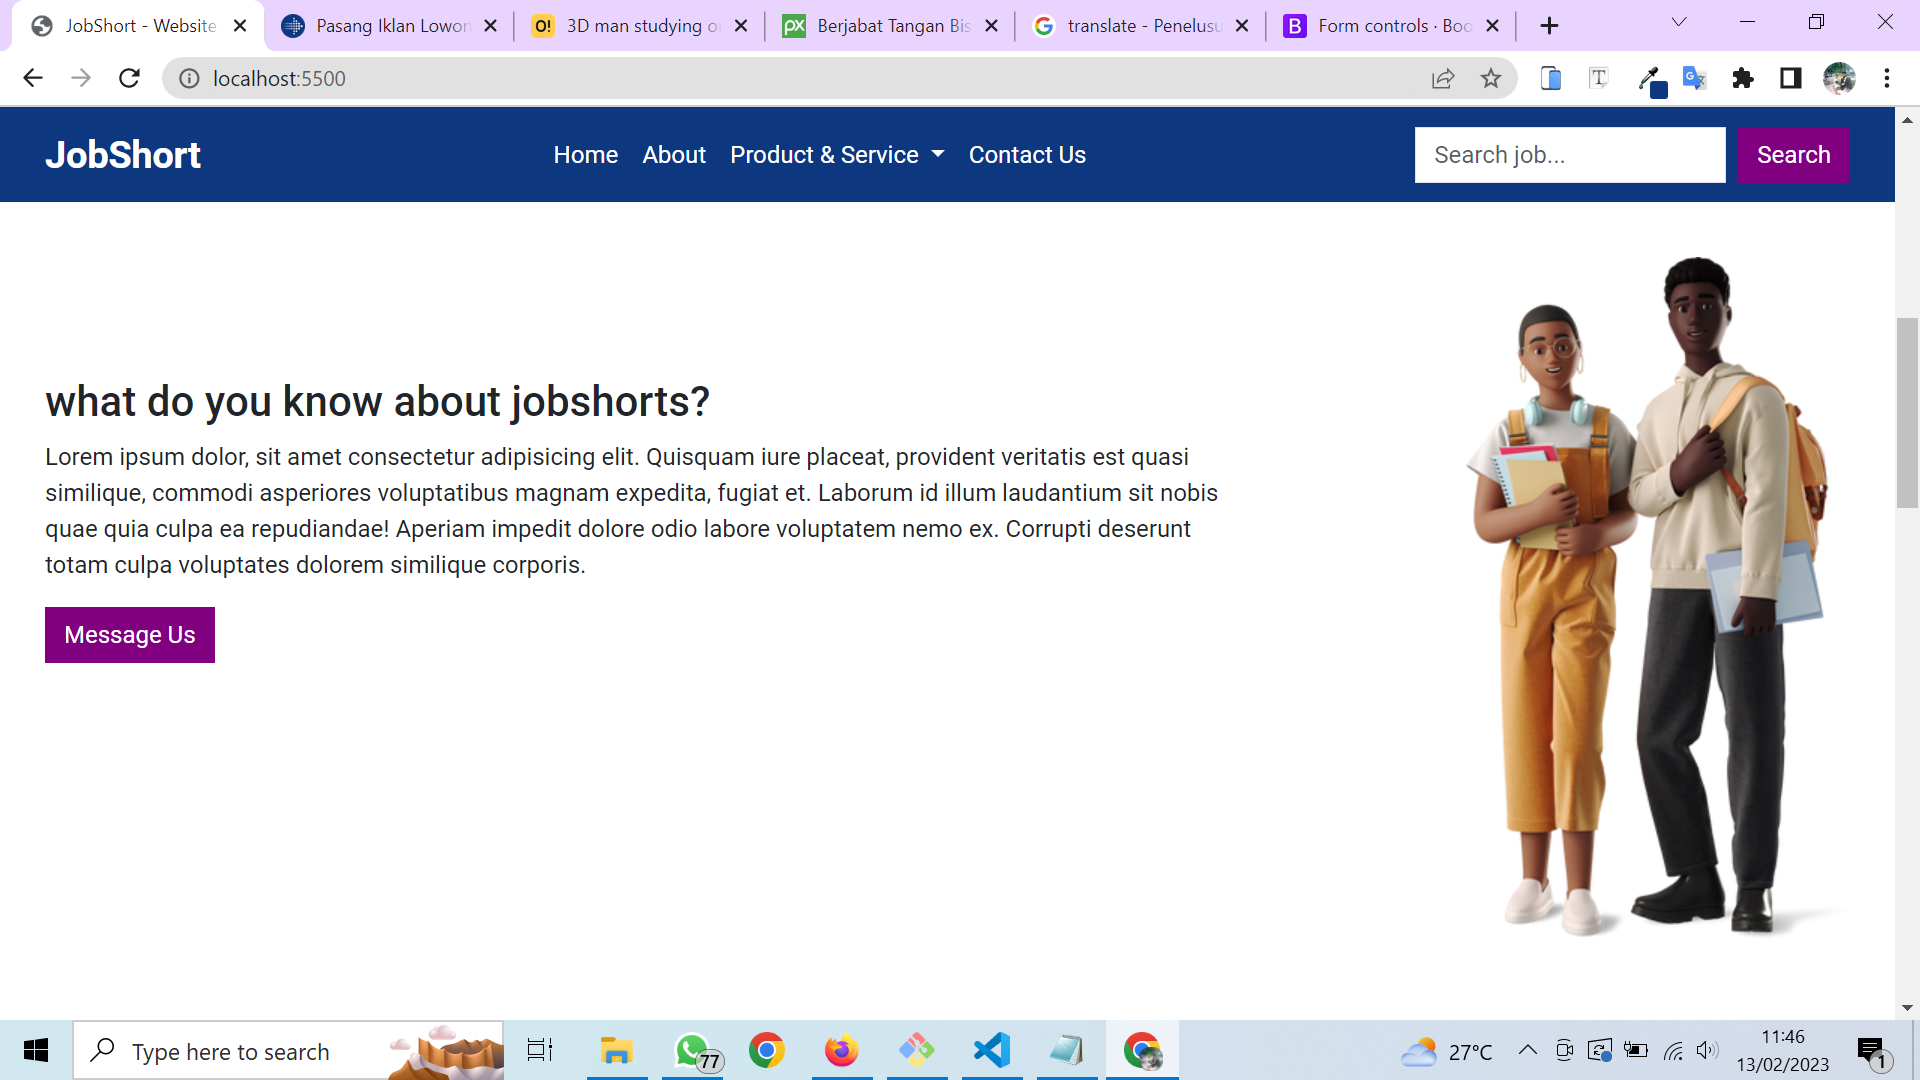 JobShort - Website
Pasang Iklan Lowon
O!
3D man studying o
px
Berjabat Tangan Bis
translate - Penelusu
B
Form controls · Boo
localhost:5500
JobShort
Home
About
Product & Service
Contact Us
Search job...
Search
what do you know about jobshorts?
Lorem ipsum dolor, sit amet consectetur adipisicing elit. Quisquam iure placeat, provident veritatis est quasi
similique, commodi asperiores voluptatibus magnam expedita, fugiat et. Laborum id illum laudantium sit nobis
quae quia culpa ea repudiandae! Aperiam impedit dolore odio labore voluptatem nemo ex. Corrupti deserunt
totam culpa voluptates dolorem similique corporis.
Message Us
Type here to search
77
27°C
11:46
13/02/2023
1